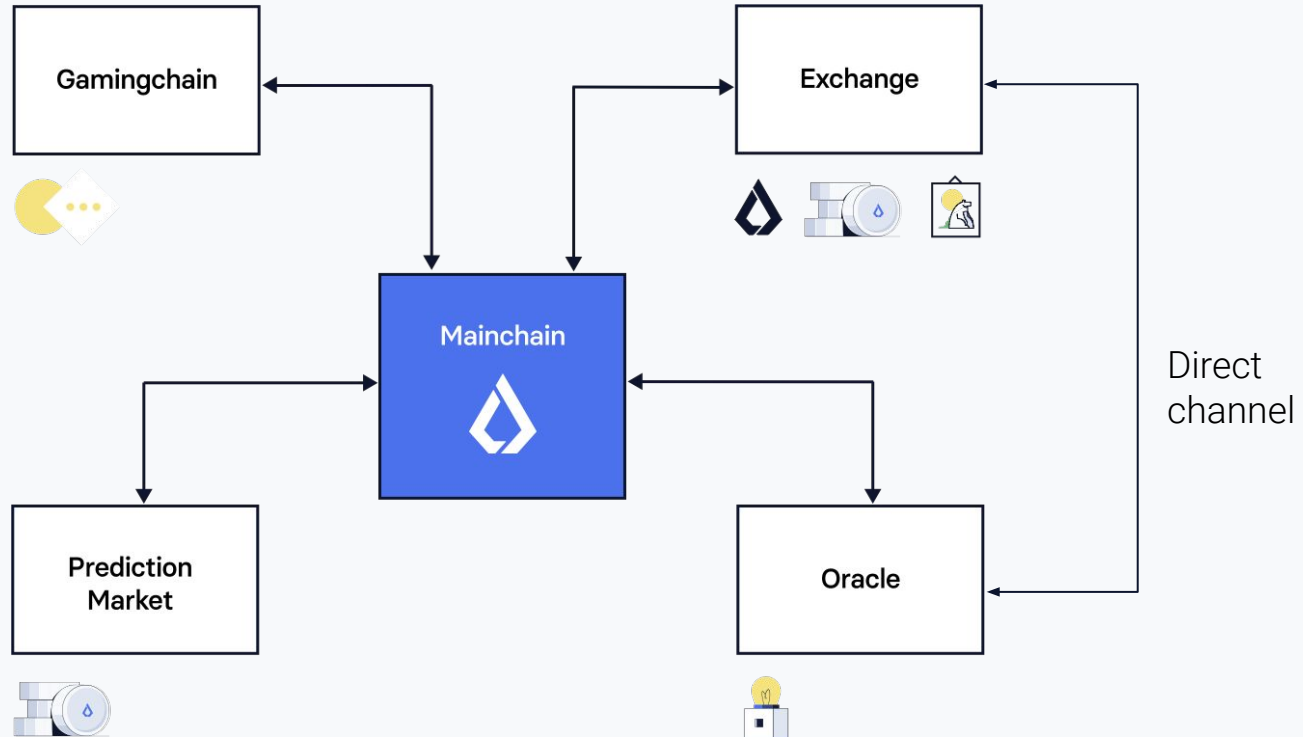 Gamingchain
Exchange
Mainchain
Direct
channel
Prediction
Market
Oracle